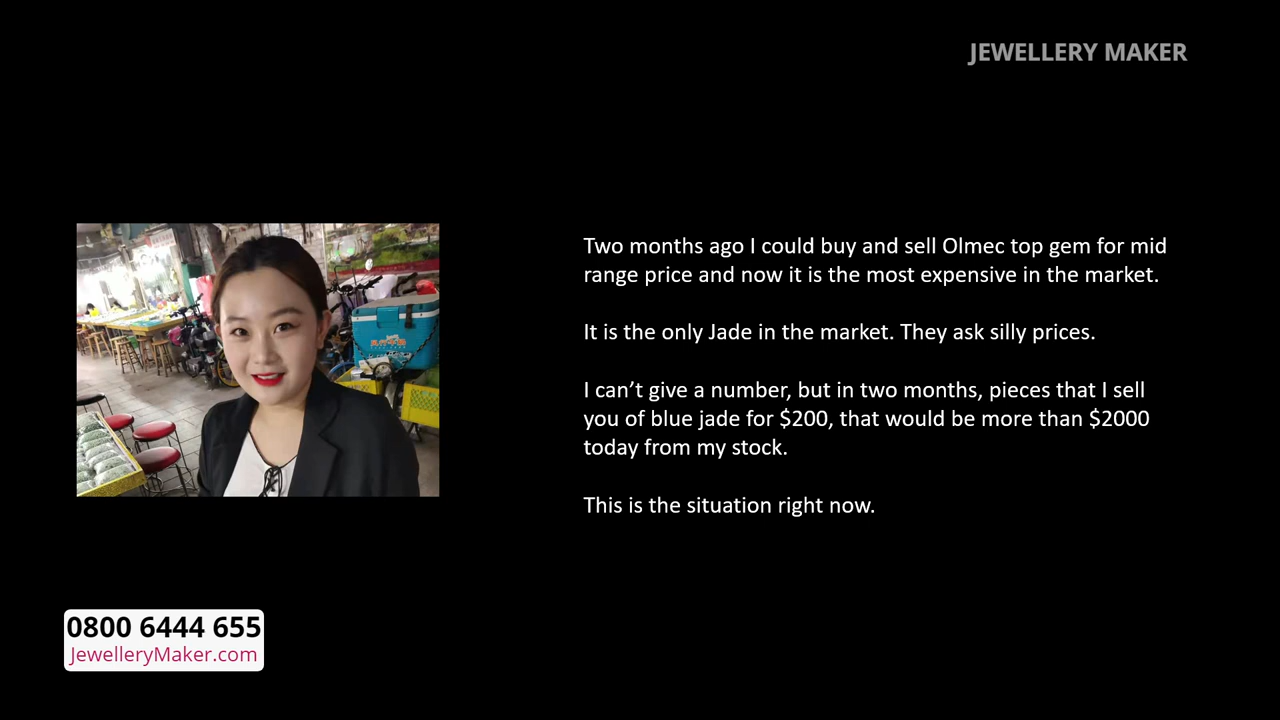 JEWELLERY MAKER
Two months ago I could buy and sell Olmec top gem for mid
range price and now it is the most expensive in the market.
It is the only Jade in the market. They ask silly prices.
I can’t give a number, but in two months, pieces that I sell
you of blue jade for $200, that would be more than $2000
today from my stock.
This is the situation right now.
0800 6444 655
JewelleryMaker.com